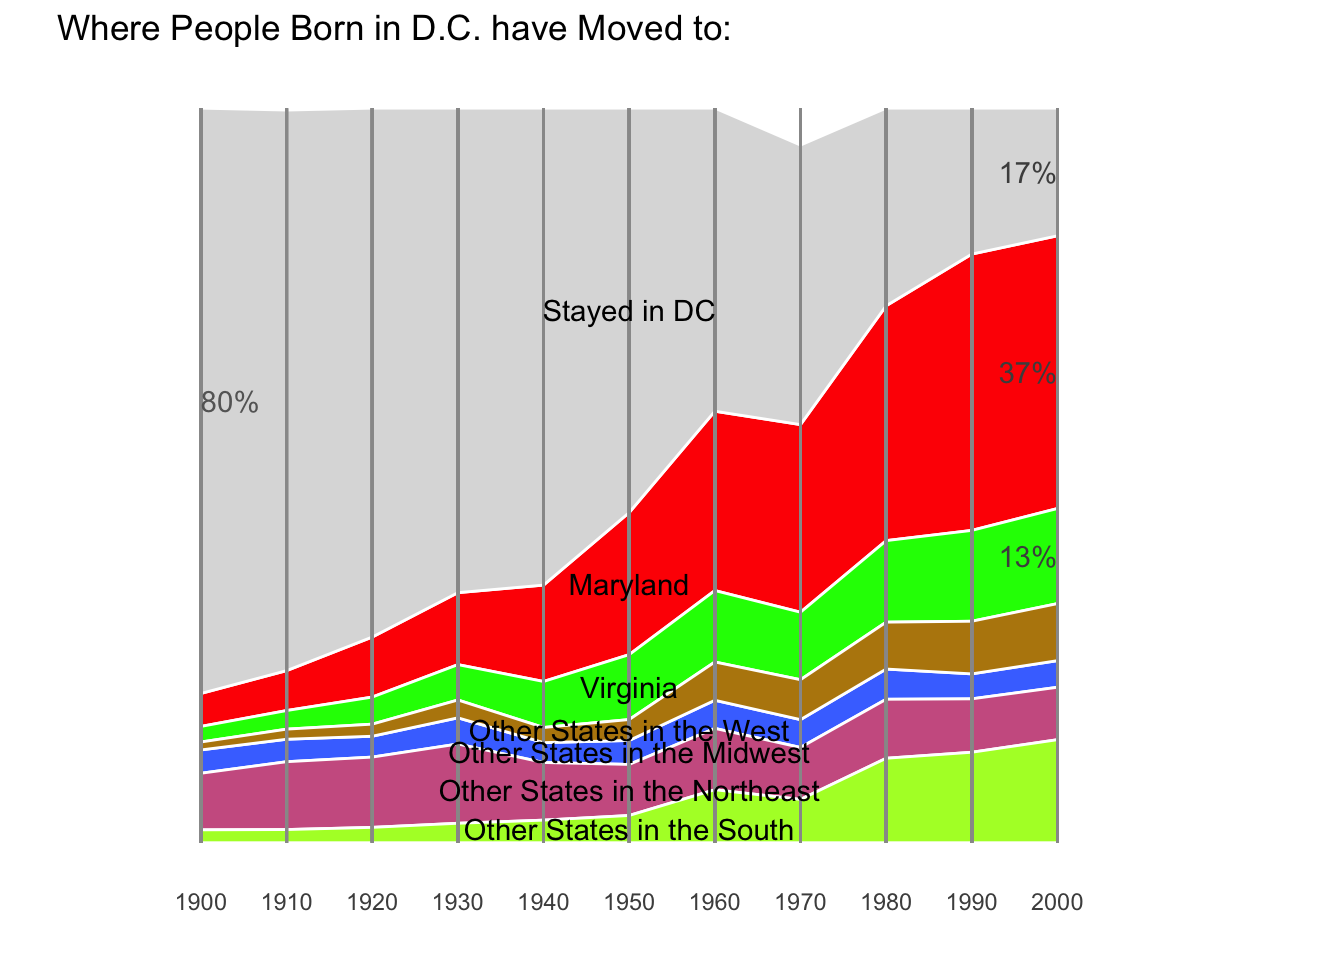 Where People Born in D.C. have Moved to:
17%
Stayed in DC
37%
80%
13%
Maryland
Virginia
Other States in the West
Other States in the Midwest
Other States in the Northeast
Other States in the South
1900 1910 1920 1930 1940 1950 1960 1970 1980 1990 2000